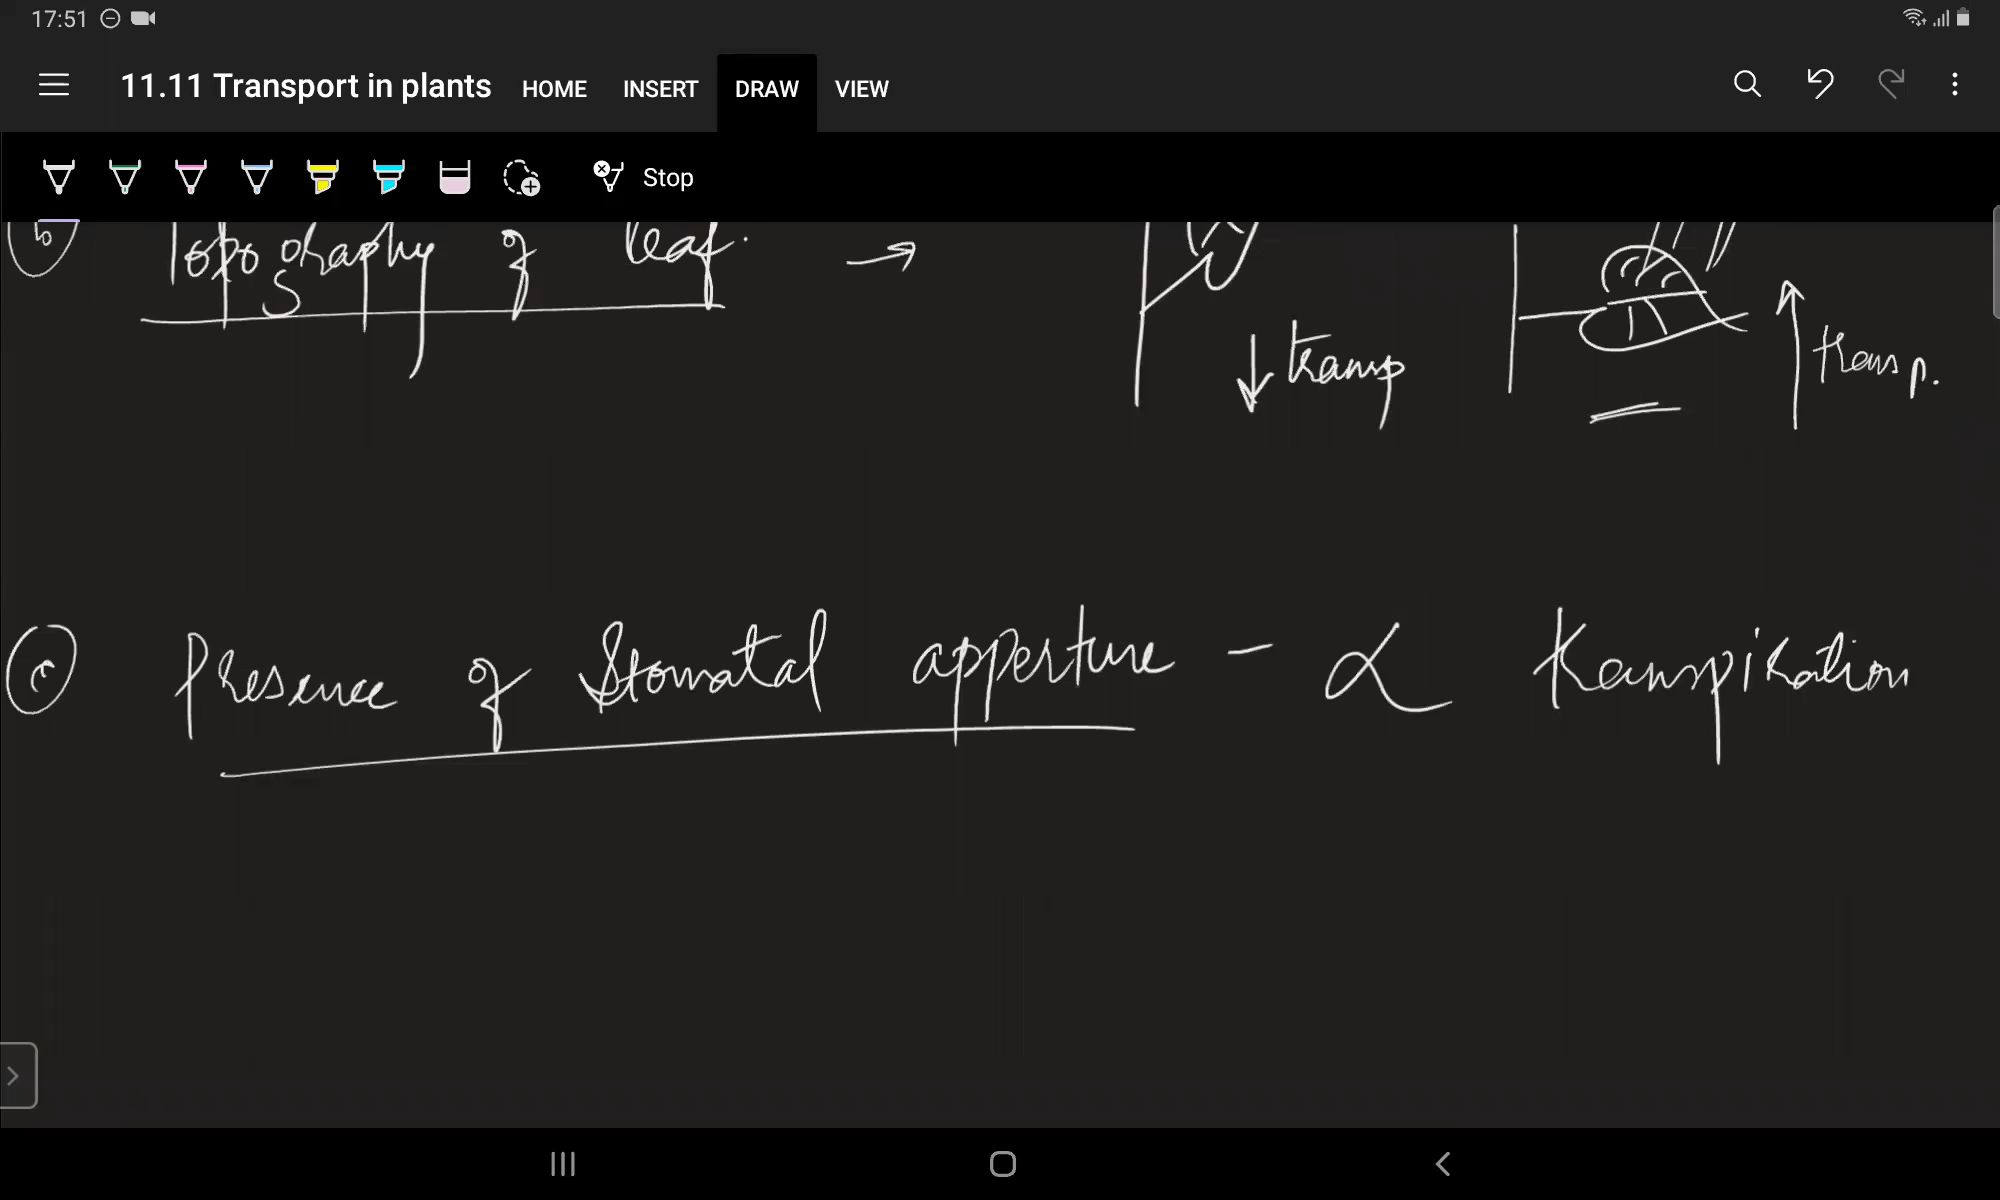 17:51
11.11 Transport in plants HOME INSERT DRAW VIEW
Stop
b Topography of leaf. →
↓ transp
↑ transp.
c Presence of Stomatal apperture - ∝ transpiration